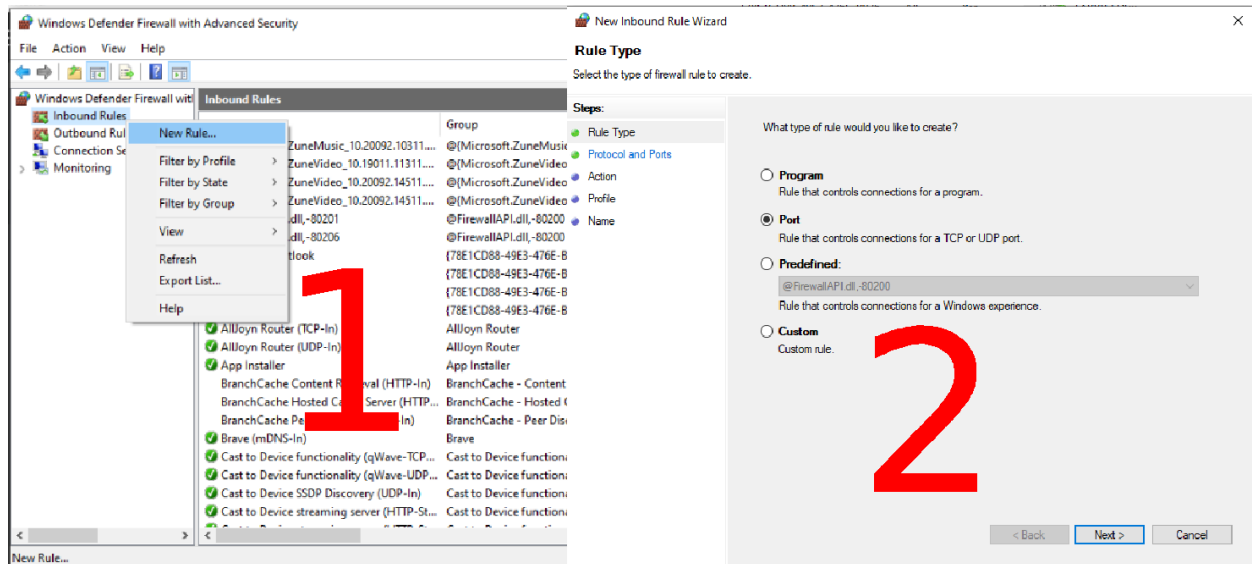 Windows Defender Firewall with Advanced Security
File Action View Help
Windows Defender Firewall witl
Inbound Rules
Outbound Rul
Connection Se
Monitoring
New Rule...
Filter by Profile
Filter by State
Filter by Group
View
Refresh
Export List...
Help
Inbound Rules
Group
ZuneMusic_10.20092.10311.... @{Microsoft.ZuneMusic
ZuneVideo_10.19011.11311.... @{Microsoft.ZuneVideo
ZuneVideo_10.20092.14511.... @{Microsoft.ZuneVideo
ZuneVideo_10.20092.14511.... @{Microsoft.ZuneVideo
.dll,-80201 @FirewallAPI.dll,-80200
.dll,-80206 @FirewallAPI.dll,-80200
tlook {78E1CD88-49E3-476E-B
{78E1CD88-49E3-476E-B
{78E1CD88-49E3-476E-B
{78E1CD88-49E3-476E-B
AllJoyn Router (TCP-In) AllJoyn Router
AllJoyn Router (UDP-In) AllJoyn Router
App Installer App Installer
BranchCache Content (HTTP-In) BranchCache - Content
BranchCache Hosted Server (HTTP... BranchCache - Hosted
BranchCache In) BranchCache - Peer Dis
Brave (mDNS-In) Brave
Cast to Device functionality (qWave-TCP... Cast to Device function
Cast to Device functionality (qWave-UDP... Cast to Device function
Cast to Device SSDP Discovery (UDP-In) Cast to Device function
Cast to Device streaming server (HTTP-St... Cast to Device function
New Rule...
1
New Inbound Rule Wizard
Rule Type
Select the type of firewall rule to create.
Steps:
Rule Type
Protocol and Ports
Action
Profile
Name
What type of rule would you like to create?
Program
Rule that controls connections for a program.
Port
Rule that controls connections for a TCP or UDP port.
Predefined:
@FirewallAPI.dll,-80200
Rule that controls connections for a Windows experience.
Custom
Custom rule.
2
< Back Next > Cancel